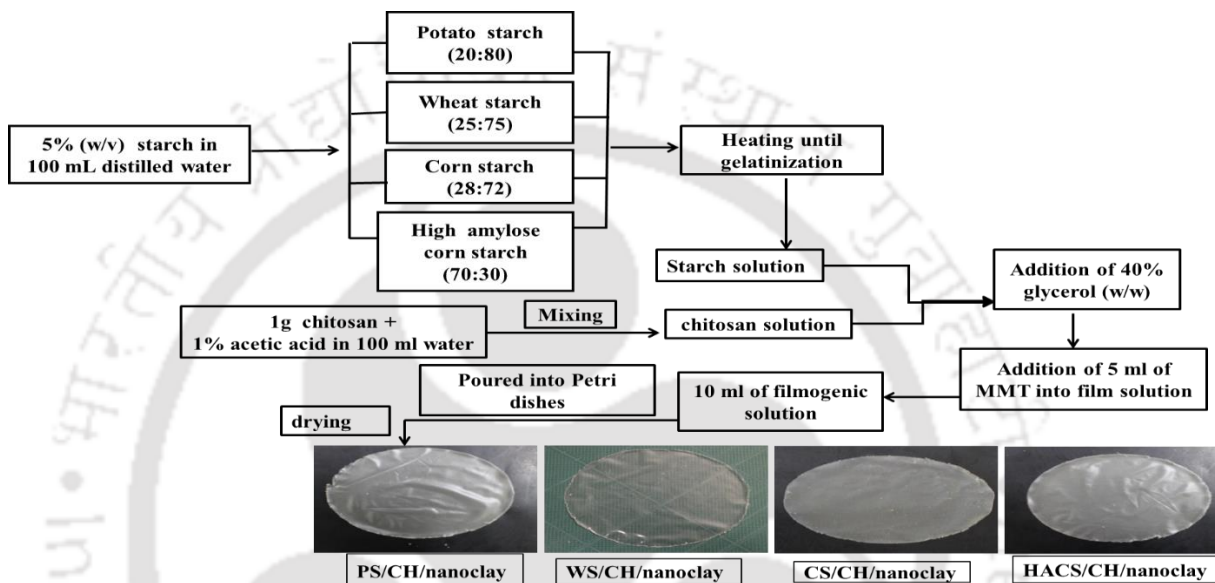 Potato starch
(20:80)
Wheat starch
(25:75)
5% (w/v) starch in
100 mL distilled water
Corn starch
(28:72)
High amylose
corn starch
(70:30)
Heating until
gelatinization
Starch solution
Addition of 40%
glycerol (w/w)
1g chitosan +
1% acetic acid in 100 ml water
Mixing
chitosan solution
Addition of 5 ml of
MMT into film solution
10 ml of filmogenic
solution
Poured into Petri
dishes
drying
PS/CH/nanoclay
WS/CH/nanoclay
CS/CH/nanoclay
HACS/CH/nanoclay